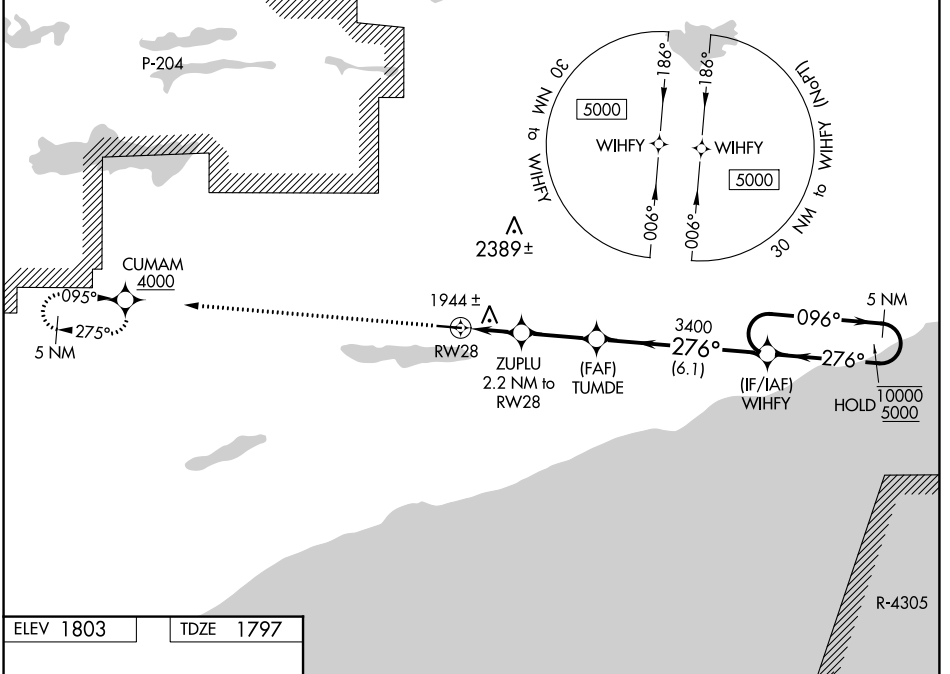 P-204
30 NM to WIHFY
5000
186°
186°
WIHFY
WIHFY
5000
006°
006°
30 NM to WIHFY (NoPT)
2389±
CUMAM
4000
095°
275°
5 NM
1944±
RW28
ZUPLU
2.2 NM to
RW28
(FAF)
TUMDE
3400
276°
(6.1)
(IF/IAF)
WIHFY
096°
5 NM
276°
HOLD
10000
5000
R-4305
ELEV 1803
TDZE 1797